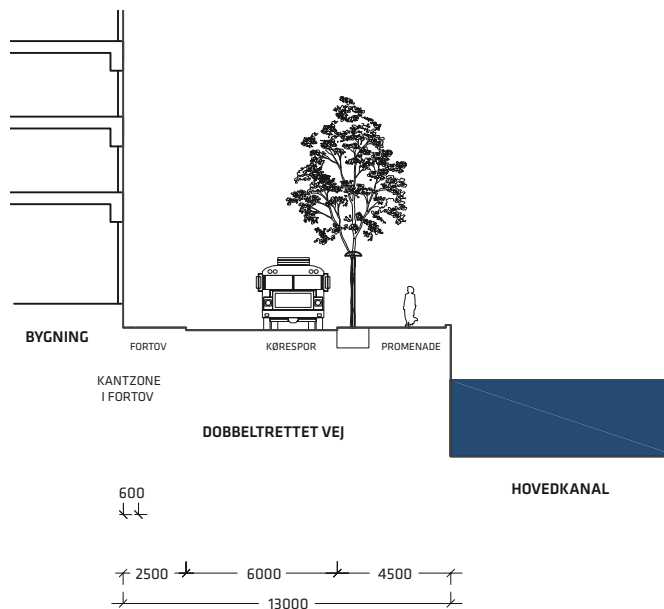 BYGNING
FORTOV
KØRESPOR
PROMENADE
KANTZONE
I FORTOV
DOBBELTRETTET VEJ
HOVEDKANAL
600
2500
6000
4500
13000